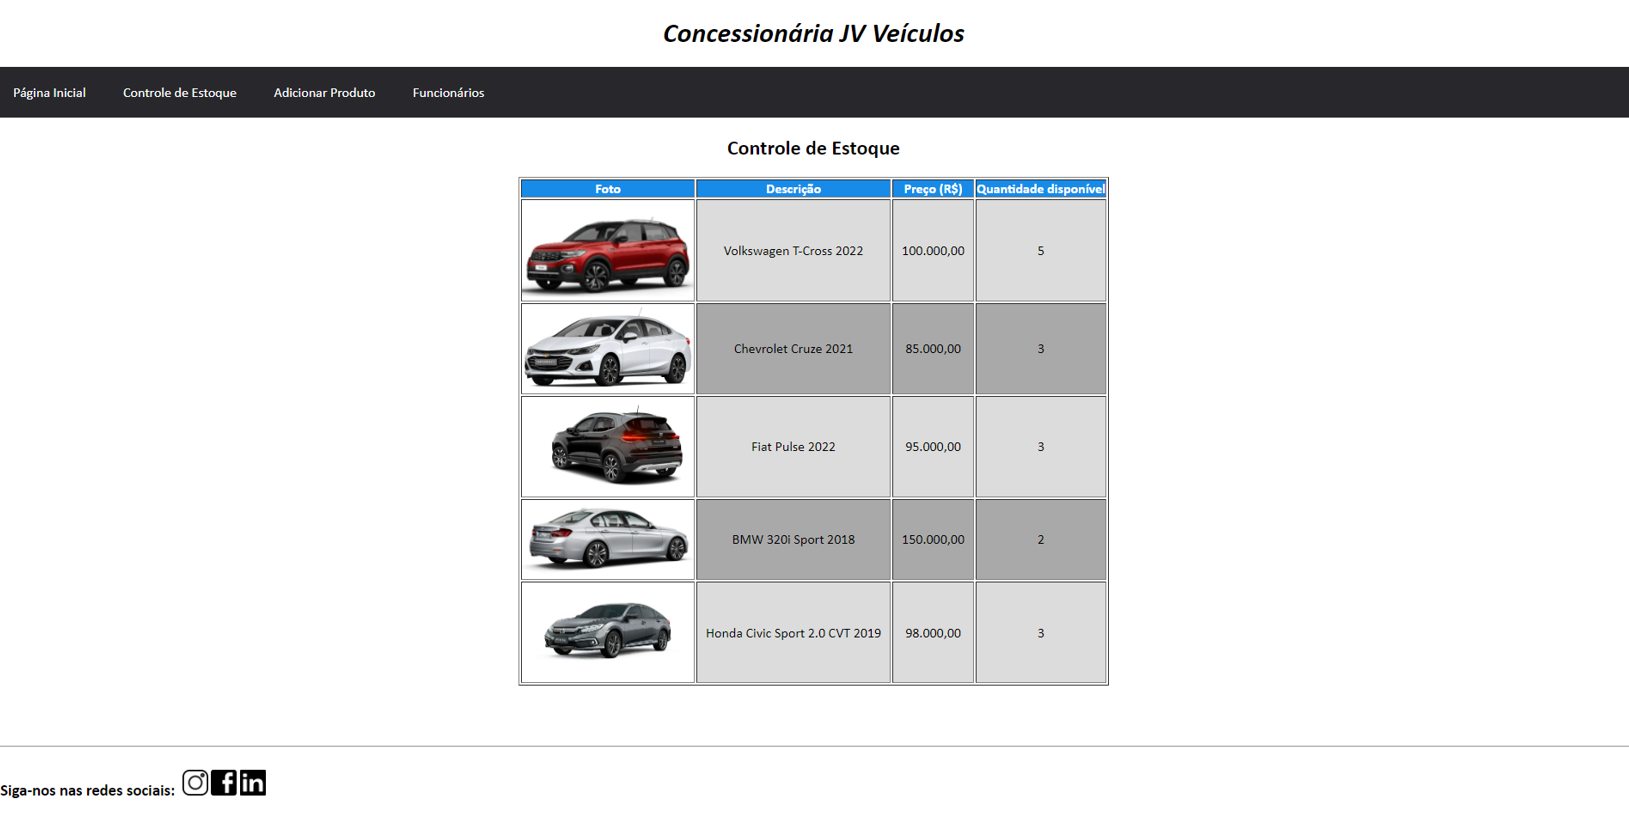 Concessionária JV Veículos
Página Inicial Controle de Estoque Adicionar Produto Funcionários
Controle de Estoque
Foto Descrição Preço (R$) Quantidade disponível
Volkswagen T-Cross 2022 100.000,00 5
Chevrolet Cruze 2021 85.000,00 3
Fiat Pulse 2022 95.000,00 3
BMW 320i Sport 2018 150.000,00 2
Honda Civic Sport 2.0 CVT 2019 98.000,00 3
Siga-nos nas redes sociais: